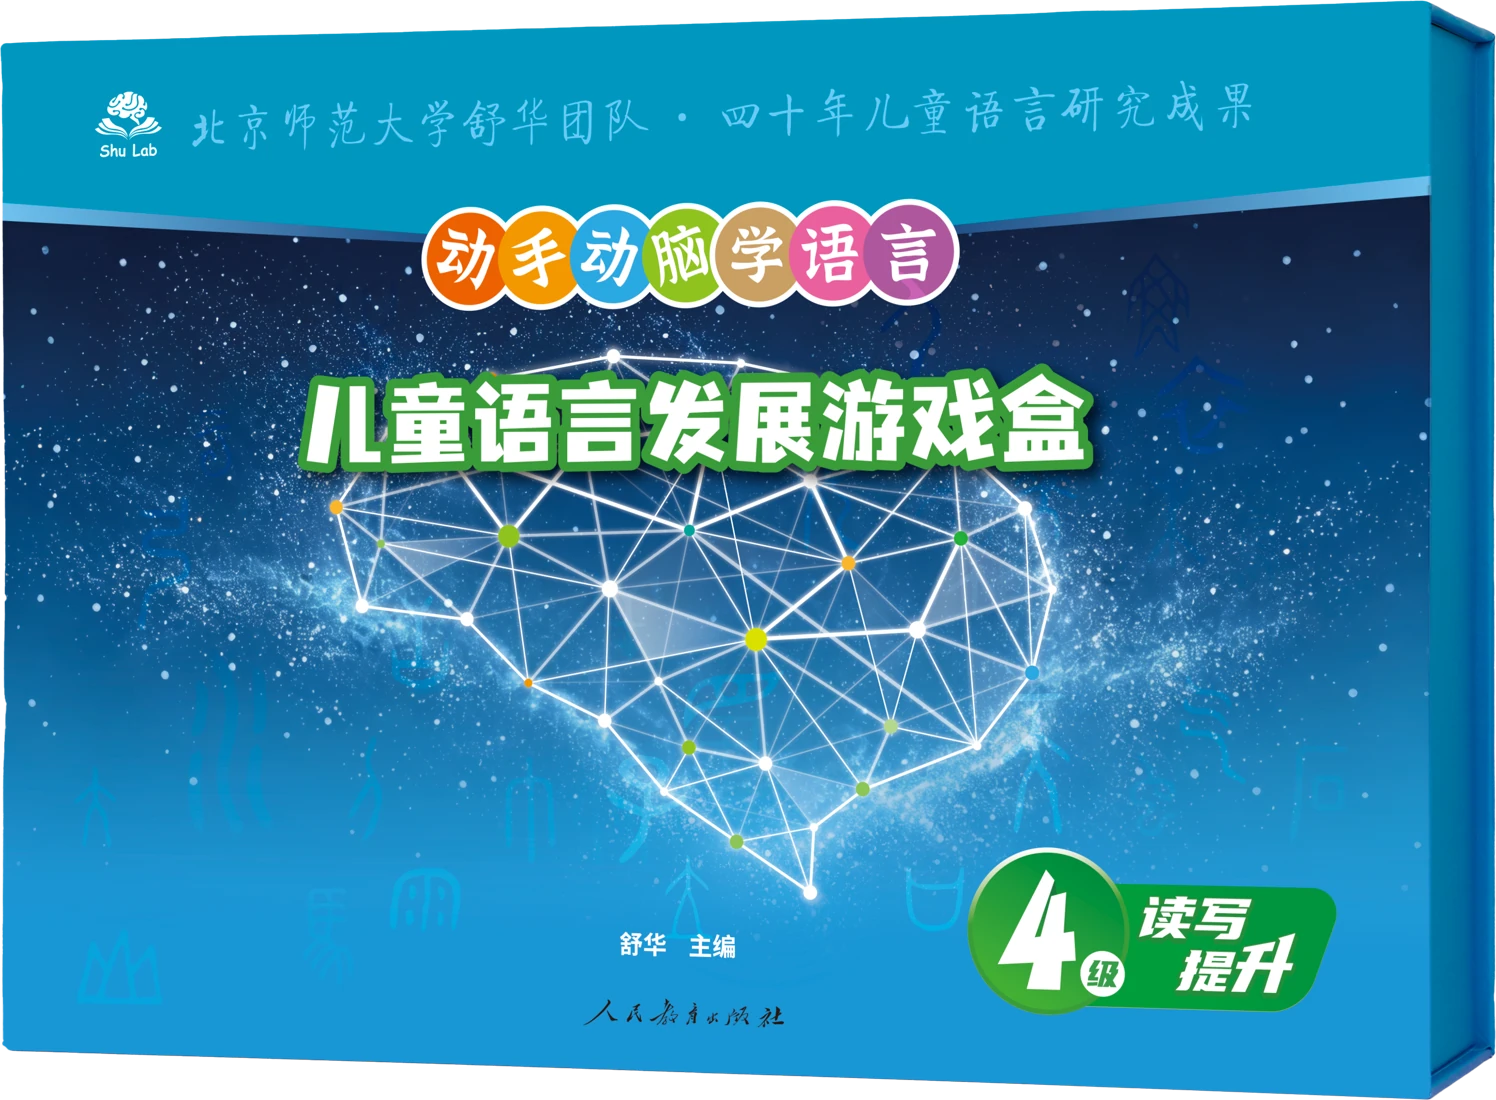 Shu Lab
北京师范大学舒华团队·四十年儿童语言研究成果
动手动脑学语言
儿童语言发展游戏盒
舒华 主编
人民教育出版社
4级
读写
提升